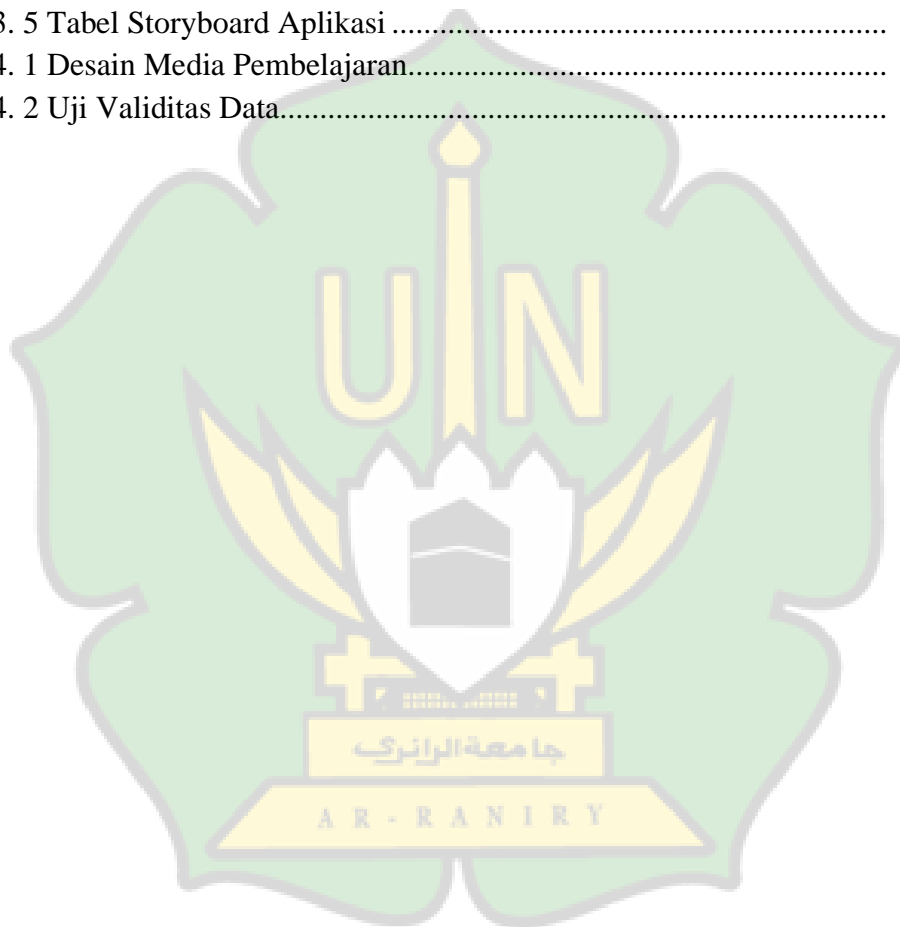 3. 5 Tabel Storyboard Aplikasi ..............................................................
4. 1 Desain Media Pembelajaran............................................................
4. 2 Uji Validitas Data............................................................................
UIN
جامعة الرانري
AR-RANIRY